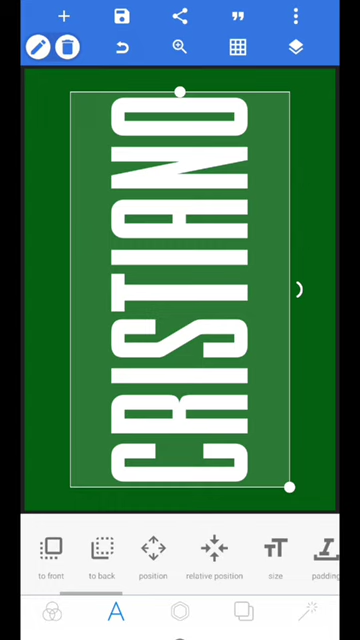 CRISTIANO
to front
to back
position
relative position
size
padding